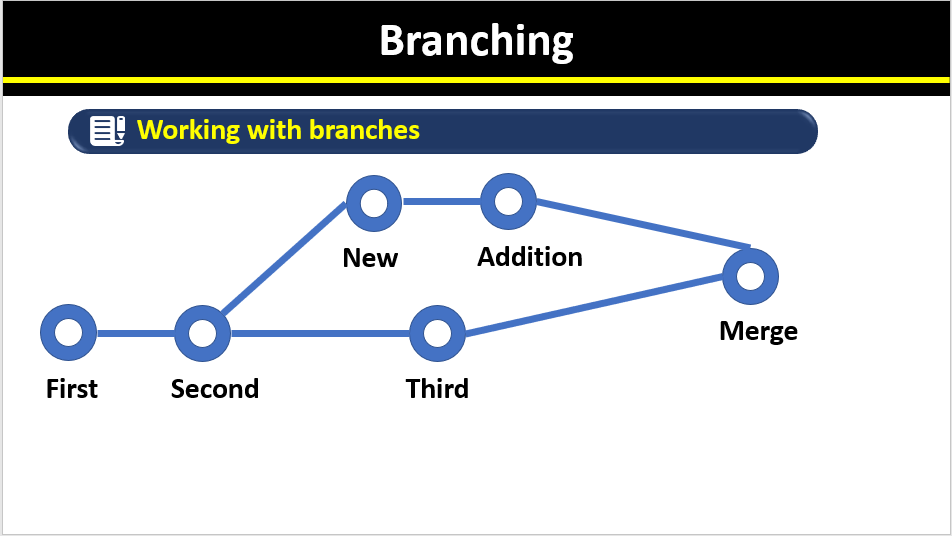 Branching
Working with branches
New
Addition
Merge
First
Second
Third